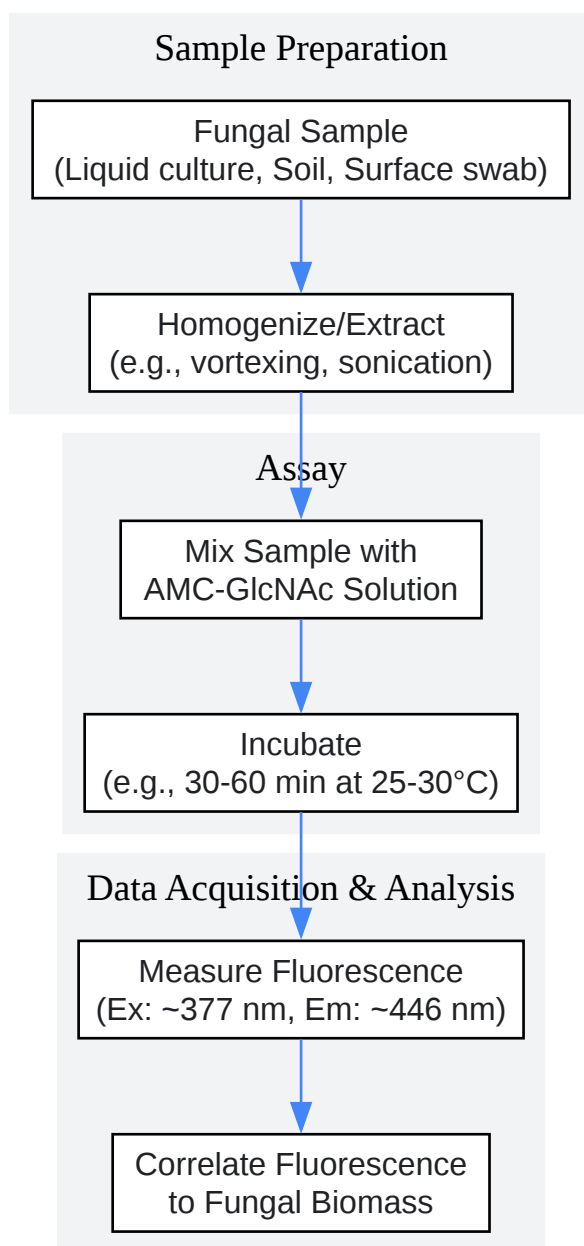 Sample Preparation
Fungal Sample
(Liquid culture, Soil, Surface swab)
Homogenize/Extract
(e.g., vortexing, sonication)
Assay
Mix Sample with
AMC-GlcNAc Solution
Incubate
(e.g., 30-60 min at 25-30°C)
Data Acquisition & Analysis
Measure Fluorescence
(Ex: ~377 nm, Em: ~446 nm)
Correlate Fluorescence
to Fungal Biomass